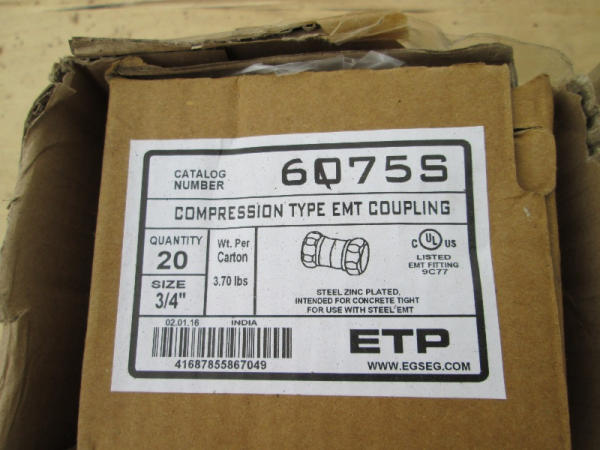 CATALOG
NUMBER
6075S
COMPRESSION TYPE EMT COUPLING
QUANTITY
20
SIZE
3/4"
Wt. Per
Carton
3.70 lbs
C UL US
LISTED
EMT FITTING
9C77
STEEL ZINC PLATED,
INTENDED FOR CONCRETE TIGHT
FOR USE WITH STEEL EMT
02.01.16 INDIA
41687855867049
ETP
WWW.EGSEG.COM